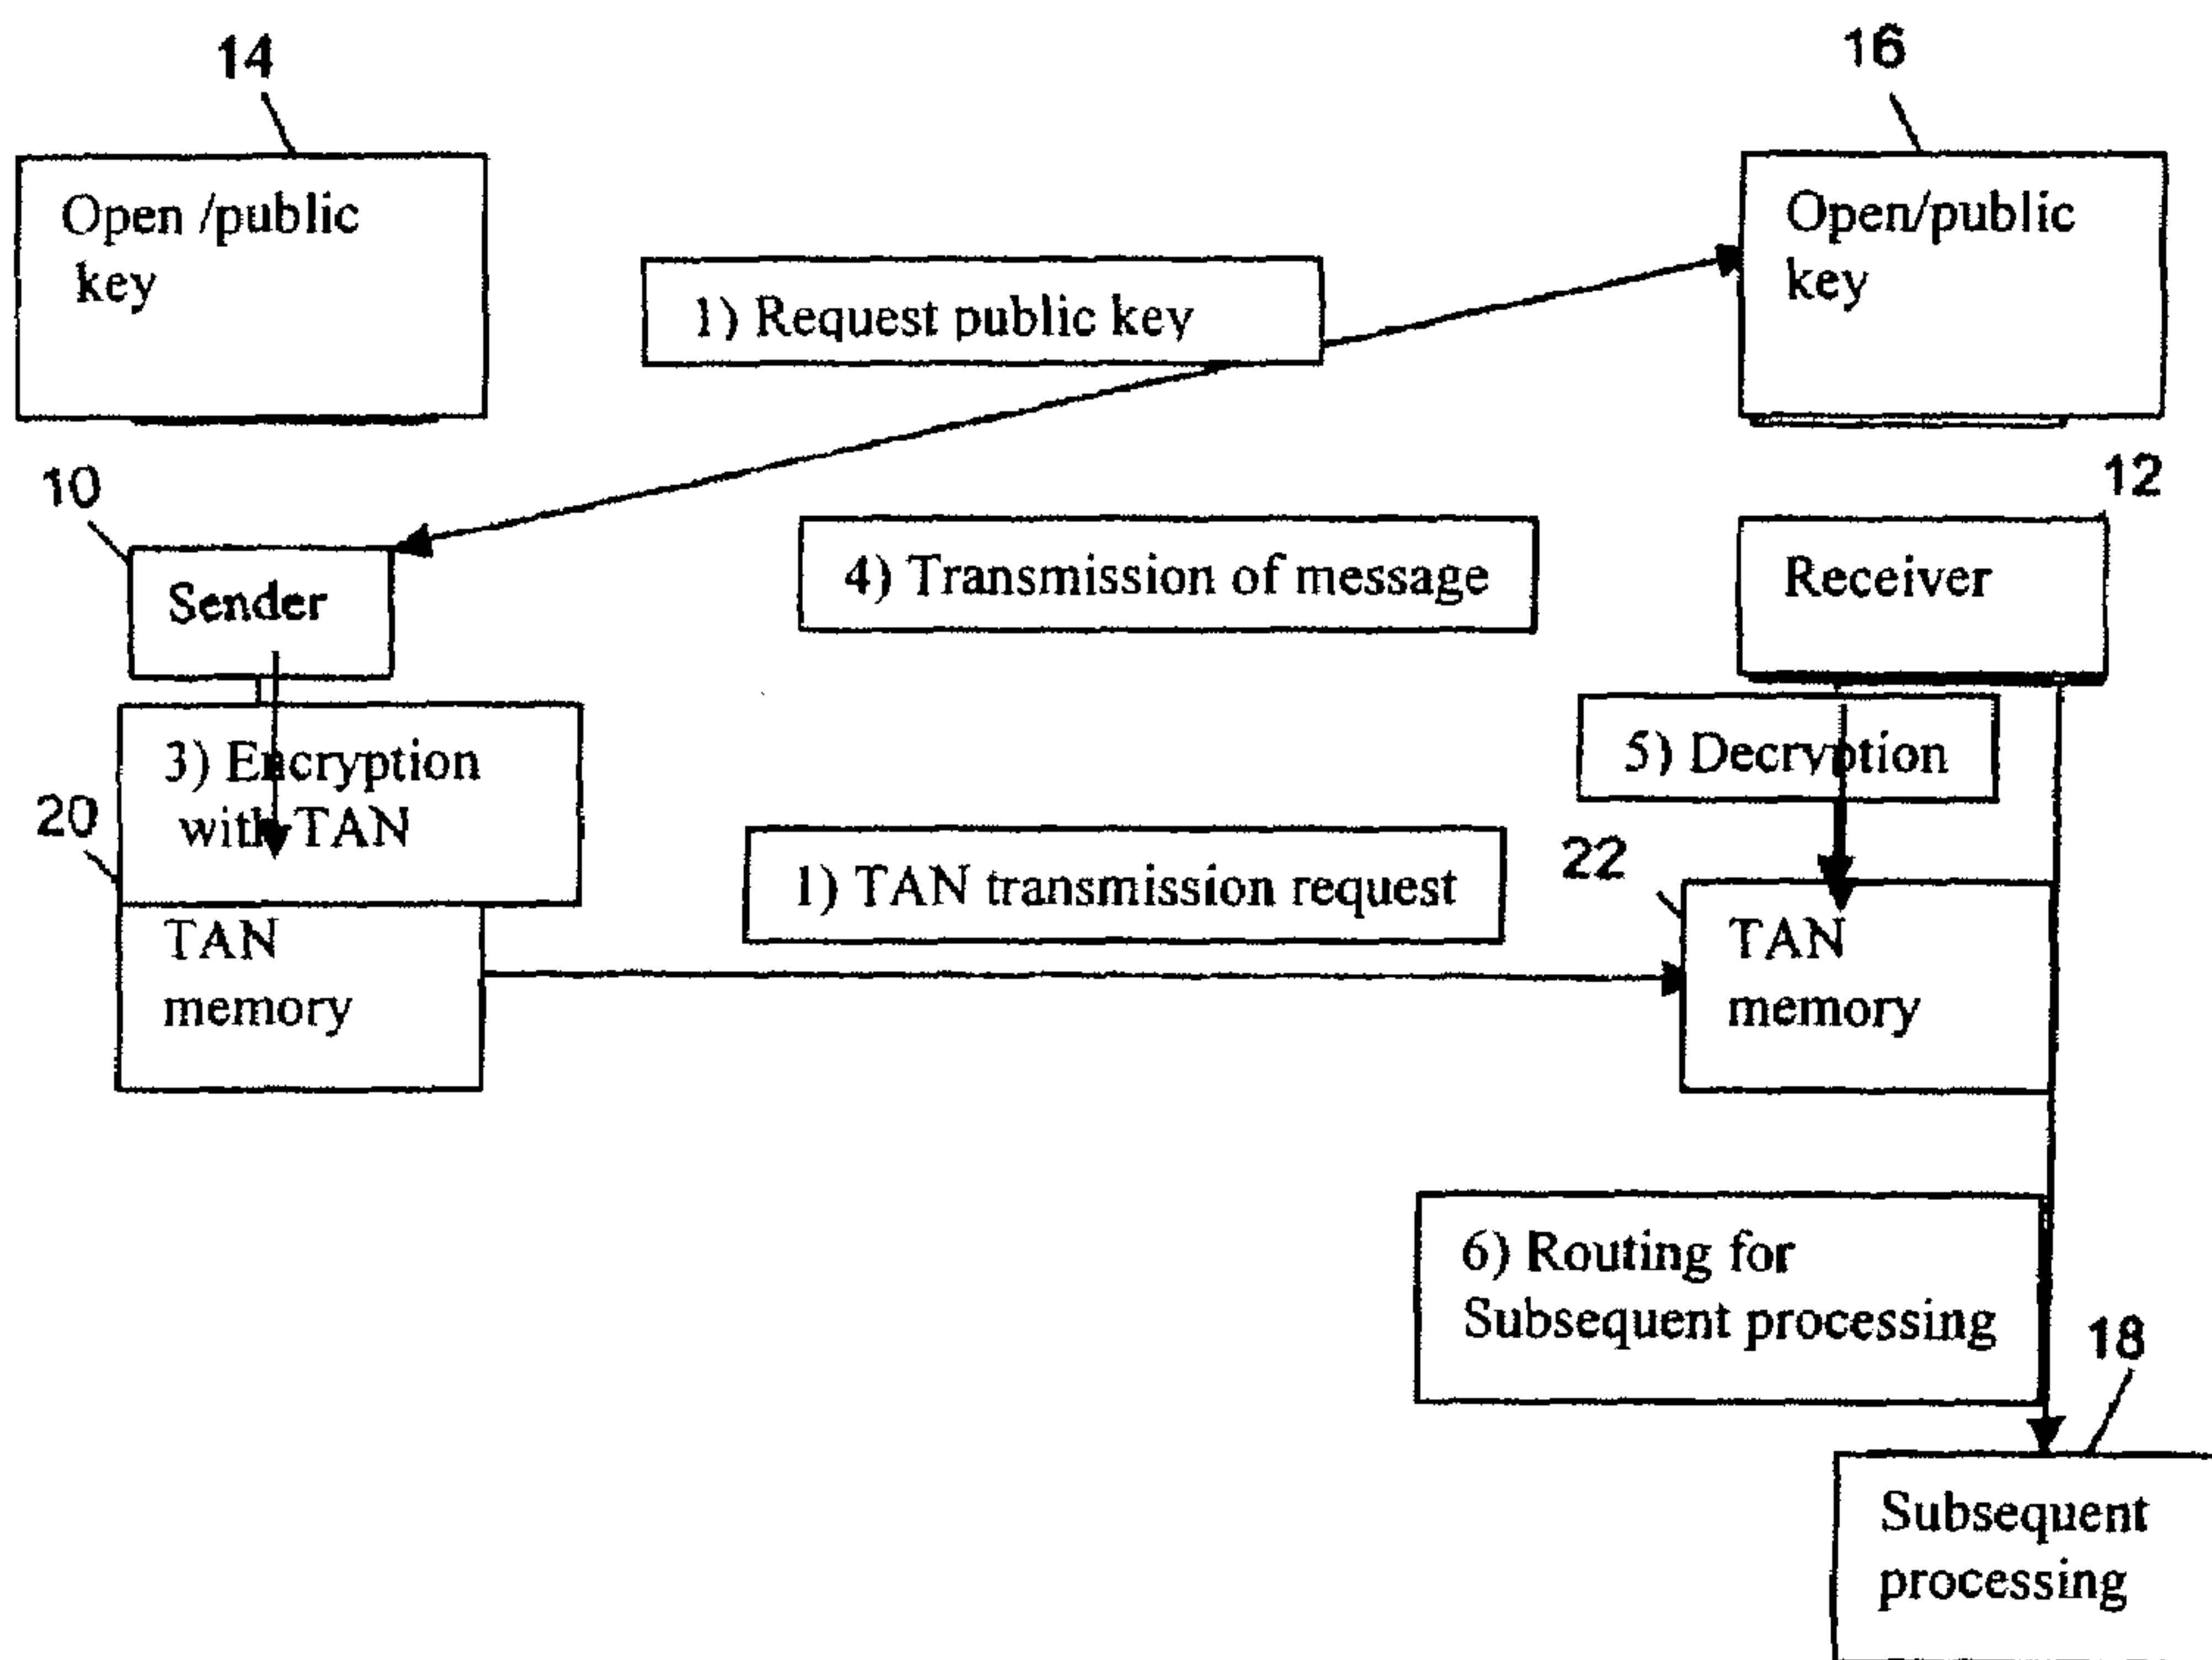 14
16
Open /public
key
Open/public
key
1) Request public key
10
12
Sender
4) Transmission of message
Receiver
3) Encryption
with TAN
5) Decryption
20
22
1) TAN transmission request
TAN
memory
TAN
memory
6) Routing for
Subsequent processing
18
Subsequent
processing